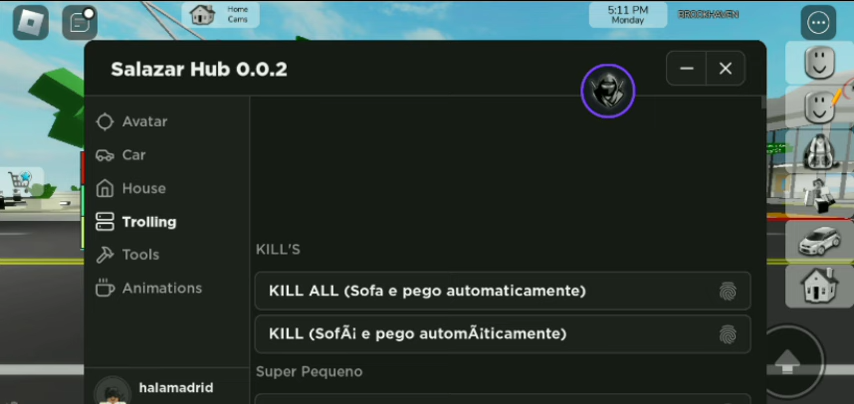 Home
Cams
5:11 PM
Monday
BROOKHAVEN
Salazar Hub 0.0.2
Avatar
Car
House
Trolling
Tools
Animations
KILL'S
KILL ALL (Sofa e pego automaticamente)
KILL (SofÃ¡ e pego automÃ¡ticamente)
Super Pequeno
halamadrid